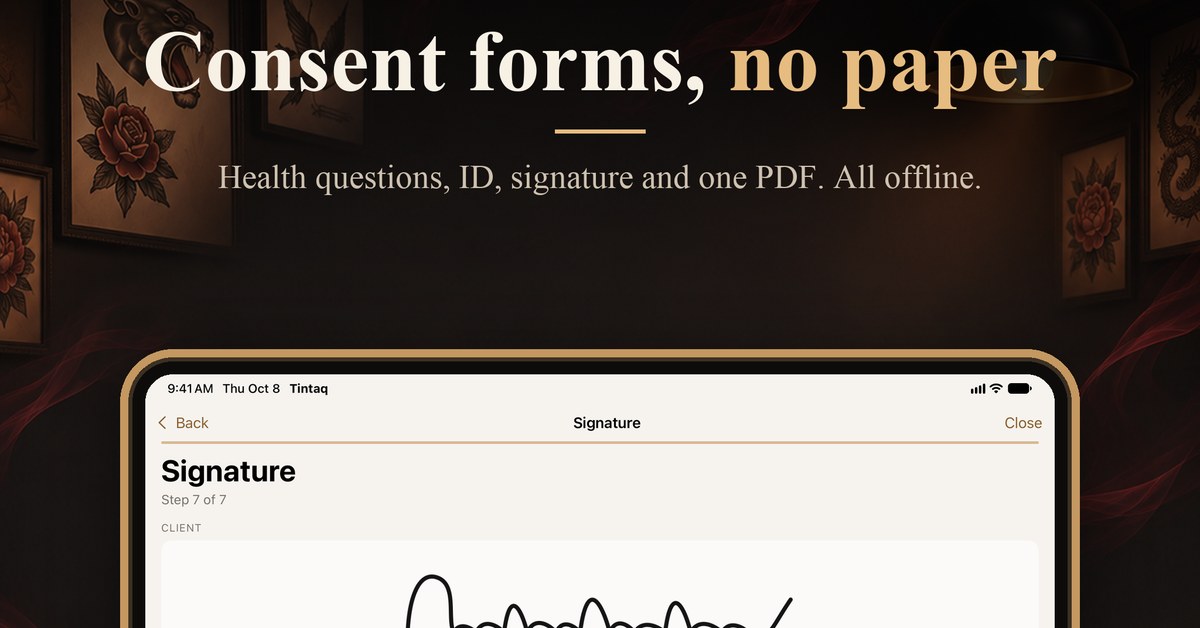 Consent forms, no paper
Health questions, ID, signature and one PDF. All offline.
9:41 AM Thu Oct 8 Tintaq
Back Signature Close
Signature
Step 7 of 7
CLIENT